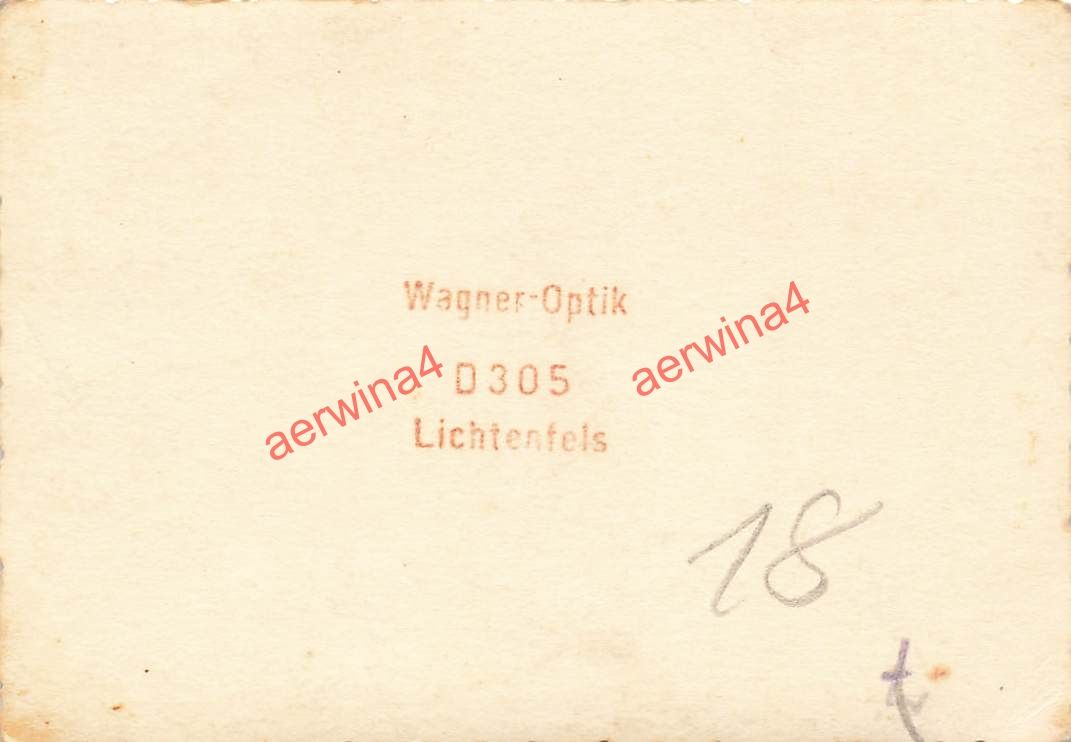 Wagner-Optik
aerwina4
aerwina4
D305
Lichtenfels
18